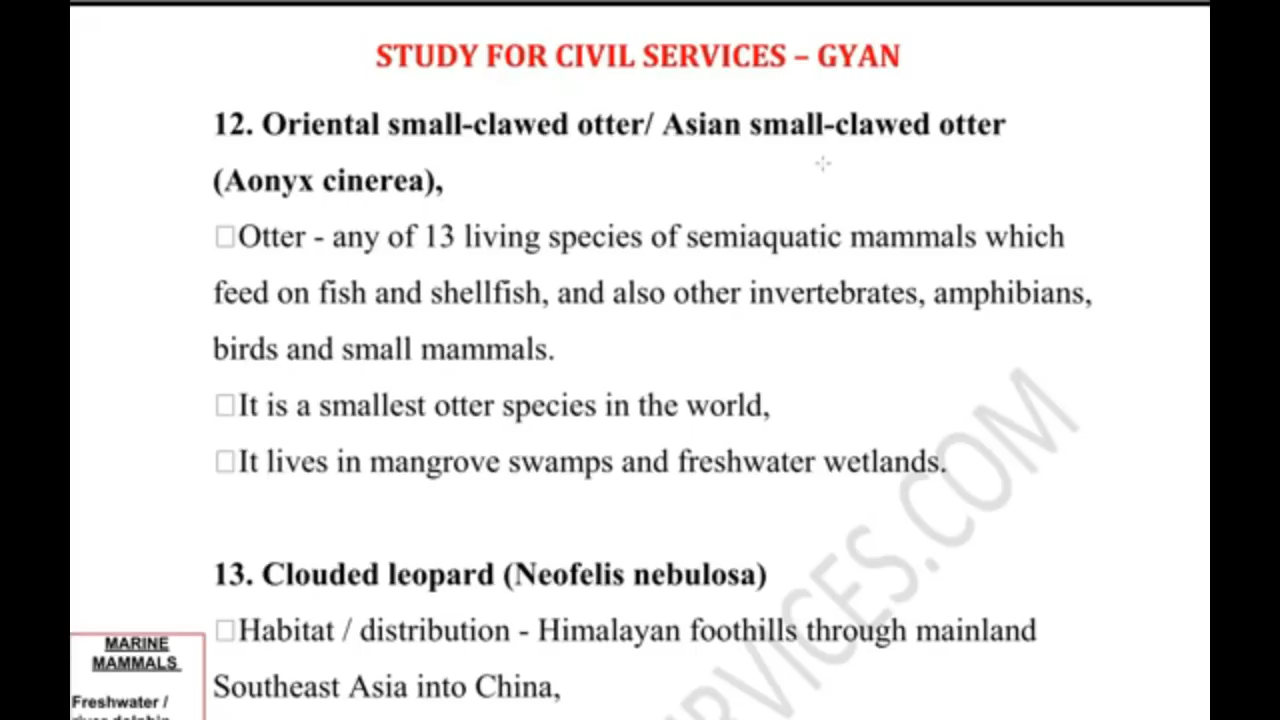 STUDY FOR CIVIL SERVICES – GYAN
12. Oriental small-clawed otter/ Asian small-clawed otter
(Aonyx cinerea),
Otter - any of 13 living species of semiaquatic mammals which
feed on fish and shellfish, and also other invertebrates, amphibians,
birds and small mammals.
It is a smallest otter species in the world,
It lives in mangrove swamps and freshwater wetlands.
13. Clouded leopard (Neofelis nebulosa)
Habitat / distribution - Himalayan foothills through mainland
Southeast Asia into China,
MARINE
MAMMALS
Freshwater /
river dolphin